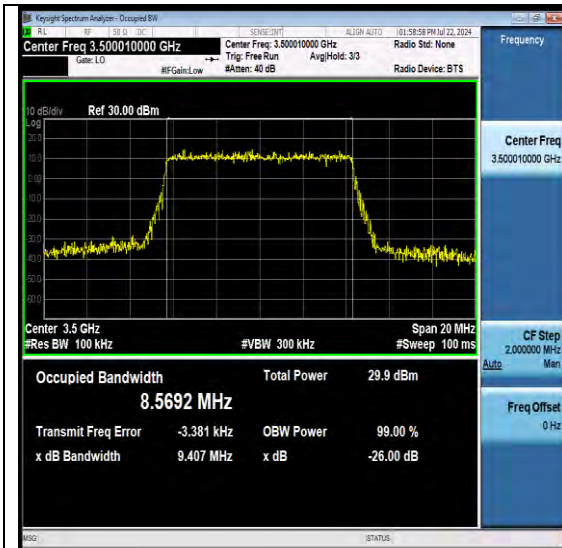 Keysight Spectrum Analyzer - Occupied BW
RL RF 50 Ω DC SENSE:INT ALIGN AUTO 01:58:58 PM Jul 22, 2024
Center Freq 3.500010000 GHz Center Freq: 3.500010000 GHz Radio Std: None Frequency
Gate: LO Trig: Free Run Avg|Hold: 3/3
#IFGain:Low #Atten: 40 dB Radio Device: BTS
10 dB/div Ref 30.00 dBm
Log
20.0
10.0
0.00
-10.0
-20.0
-30.0
-40.0
-50.0
-60.0
Center Freq
3.500010000 GHz
Center 3.5 GHz Span 20 MHz
#Res BW 100 kHz #VBW 300 kHz #Sweep 100 ms
CF Step
2.000000 MHz
Auto Man
Occupied Bandwidth Total Power 29.9 dBm
8.5692 MHz
Transmit Freq Error -3.381 kHz OBW Power 99.00 %
x dB Bandwidth 9.407 MHz x dB -26.00 dB
Freq Offset
0 Hz
MSG STATUS